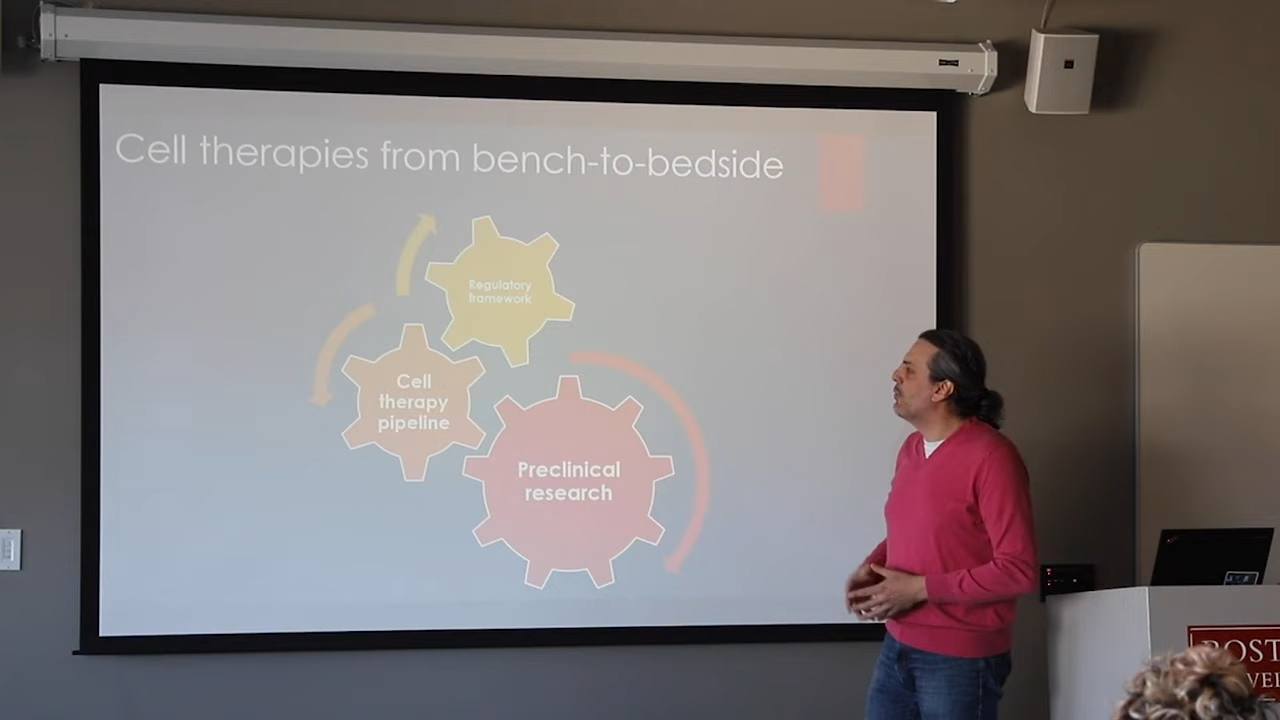 Cell therapies from bench-to-bedside
Regulatory
framework
Cell
therapy
pipeline
Preclinical
research